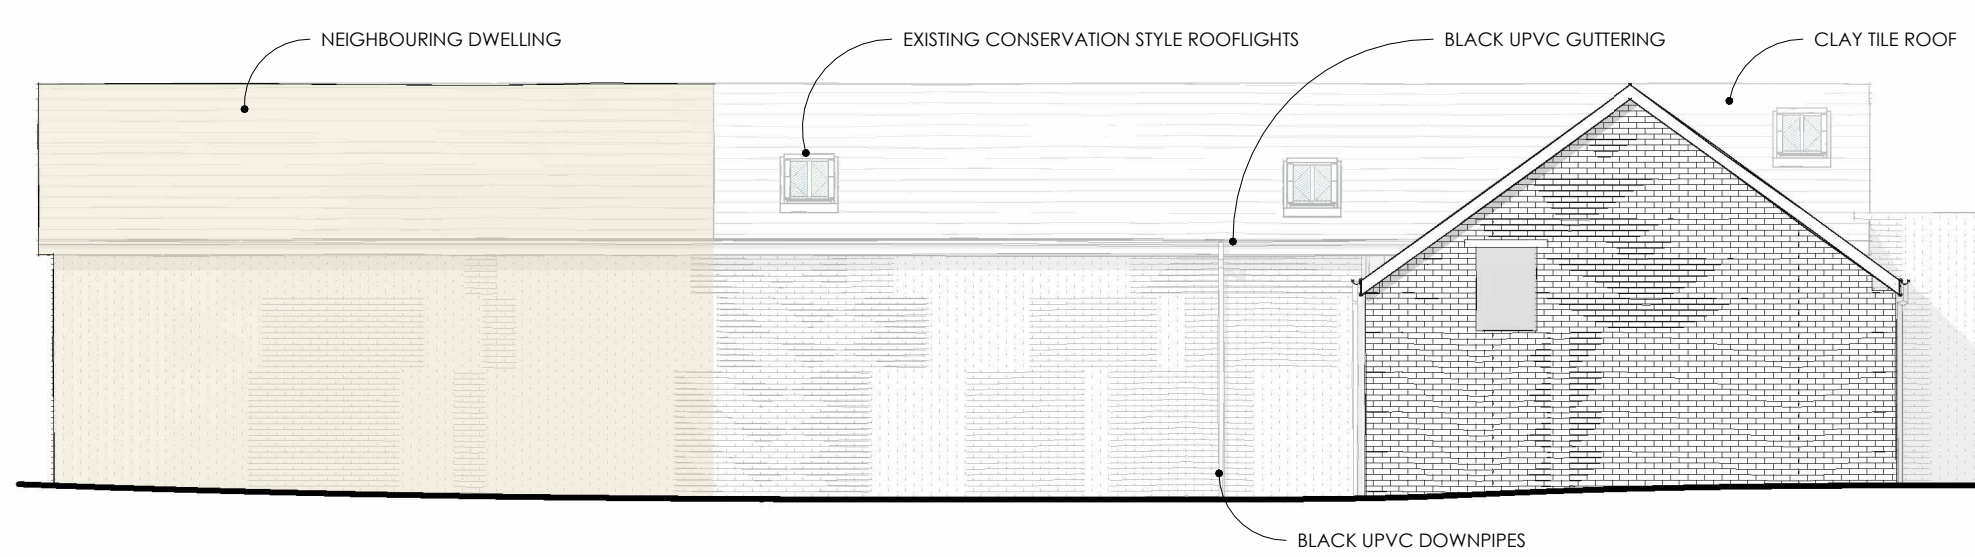 NEIGHBOURING DWELLING
EXISTING CONSERVATION STYLE ROOFLIGHTS
BLACK UPVC GUTTERING
CLAY TILE ROOF
BLACK UPVC DOWNPIPES